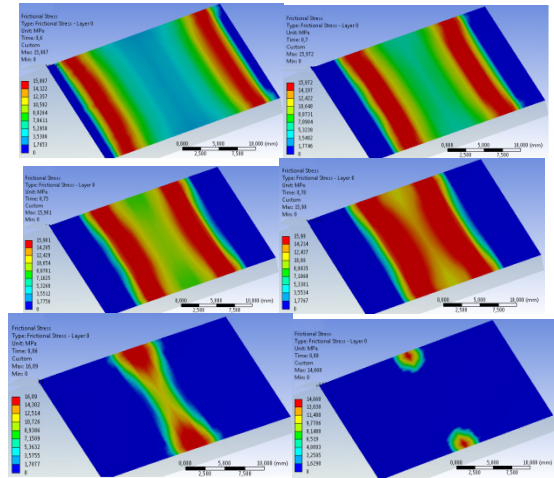 Frictional Stress
Type: Frictional Stress - Layer 0
Unit: MPa
Time: 0,6
Custom
Max: 15,887
Min: 0
15,887
14,122
12,357
10,592
8,8264
7,0611
5,2958
3,5306
1,7653
0
0,000 5,000 10,000 (mm)
2,500 7,500
Frictional Stress
Type: Frictional Stress - Layer 0
Unit: MPa
Time: 0,7
Custom
Max: 15,972
Min: 0
15,972
14,197
12,422
10,648
8,8731
7,0984
5,3238
3,5492
1,7746
0
0,000 5,000 10,000 (mm)
2,500 7,500
Frictional Stress
Type: Frictional Stress - Layer 0
Unit: MPa
Time: 0,75
Custom
Max: 15,981
Min: 0
15,981
14,205
12,429
10,654
8,8781
7,1025
5,3268
3,5512
1,7756
0
0,000 5,000 10,000 (mm)
2,500 7,500
Frictional Stress
Type: Frictional Stress - Layer 0
Unit: MPa
Time: 0,78
Custom
Max: 15,99
Min: 0
15,99
14,214
12,437
10,66
8,8835
7,1068
5,3301
3,5534
1,7767
0
0,000 5,000 10,000 (mm)
2,500 7,500
Frictional Stress
Type: Frictional Stress - Layer 0
Unit: MPa
Time: 0,86
Custom
Max: 16,09
Min: 0
16,09
14,302
12,514
10,726
8,9386
7,1509
5,3632
3,5755
1,7877
0
0,000 5,000 10,000 (mm)
2,500 7,500
Frictional Stress
Type: Frictional Stress - Layer 0
Unit: MPa
Time: 0,88
Custom
Max: 14,668
Min: 0
14,668
13,038
11,409
9,7786
8,1489
6,519
4,8893
3,2595
1,6298
0
0,000 5,000 10,000 (mm)
2,500 7,500